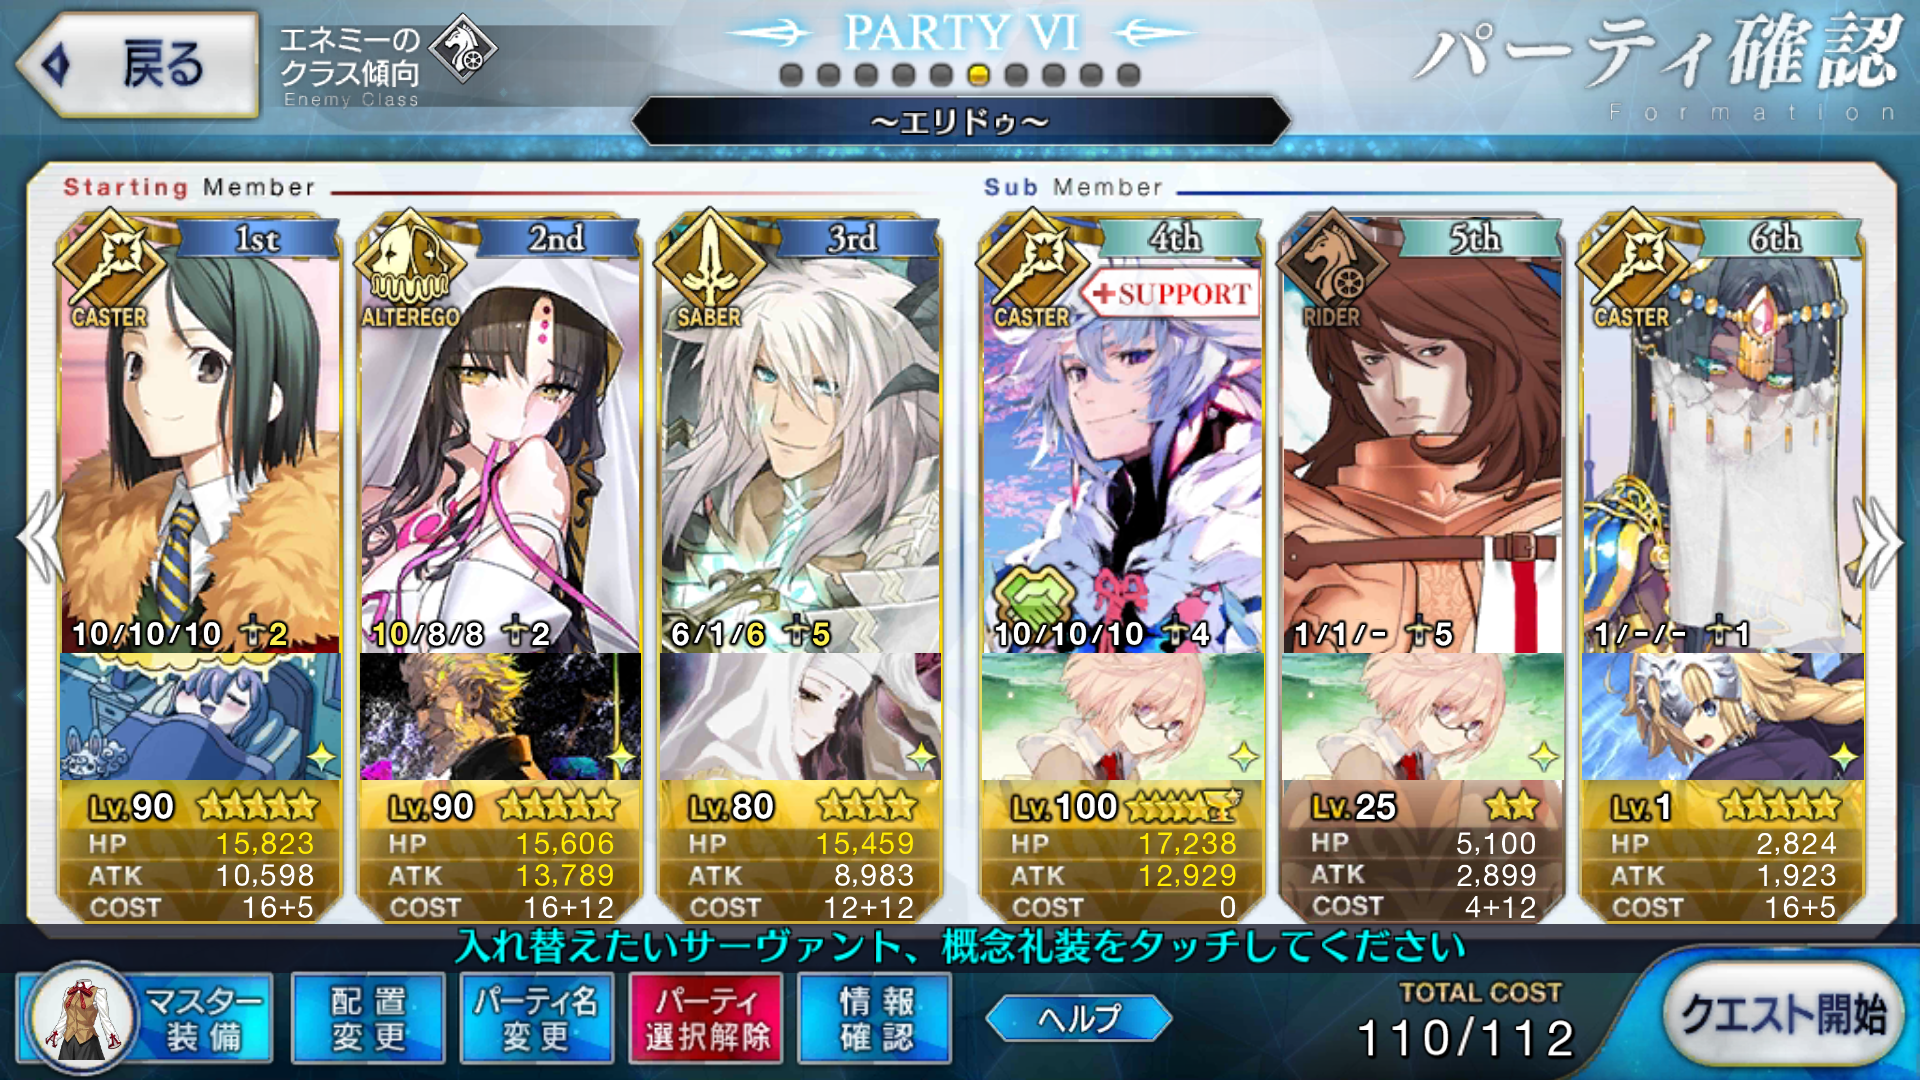 戻る
エネミーの
クラス傾向
Enemy Class
PARTY VI
～エリドゥ～
パーティ確認
Formation
Starting Member
Sub Member
1st
CASTER
10/10/10 2
Lv.90
HP 15,823
ATK 10,598
COST 16+5
2nd
ALTEREGO
10/8/8 2
Lv.90
HP 15,606
ATK 13,789
COST 16+12
3rd
SABER
6/1/6 5
Lv.80
HP 15,459
ATK 8,983
COST 12+12
4th
CASTER
+SUPPORT
10/10/10 4
Lv.100
HP 17,238
ATK 12,929
COST 0
5th
RIDER
1/1/- 5
Lv.25
HP 5,100
ATK 2,899
COST 4+12
6th
CASTER
1/-/- 1
Lv.1
HP 2,824
ATK 1,923
COST 16+5
入れ替えたいサーヴァント、概念礼装をタッチしてください
マスター
装備
配置
変更
パーティ名
変更
パーティ
選択解除
情報
確認
ヘルプ
TOTAL COST
110/112
クエスト開始